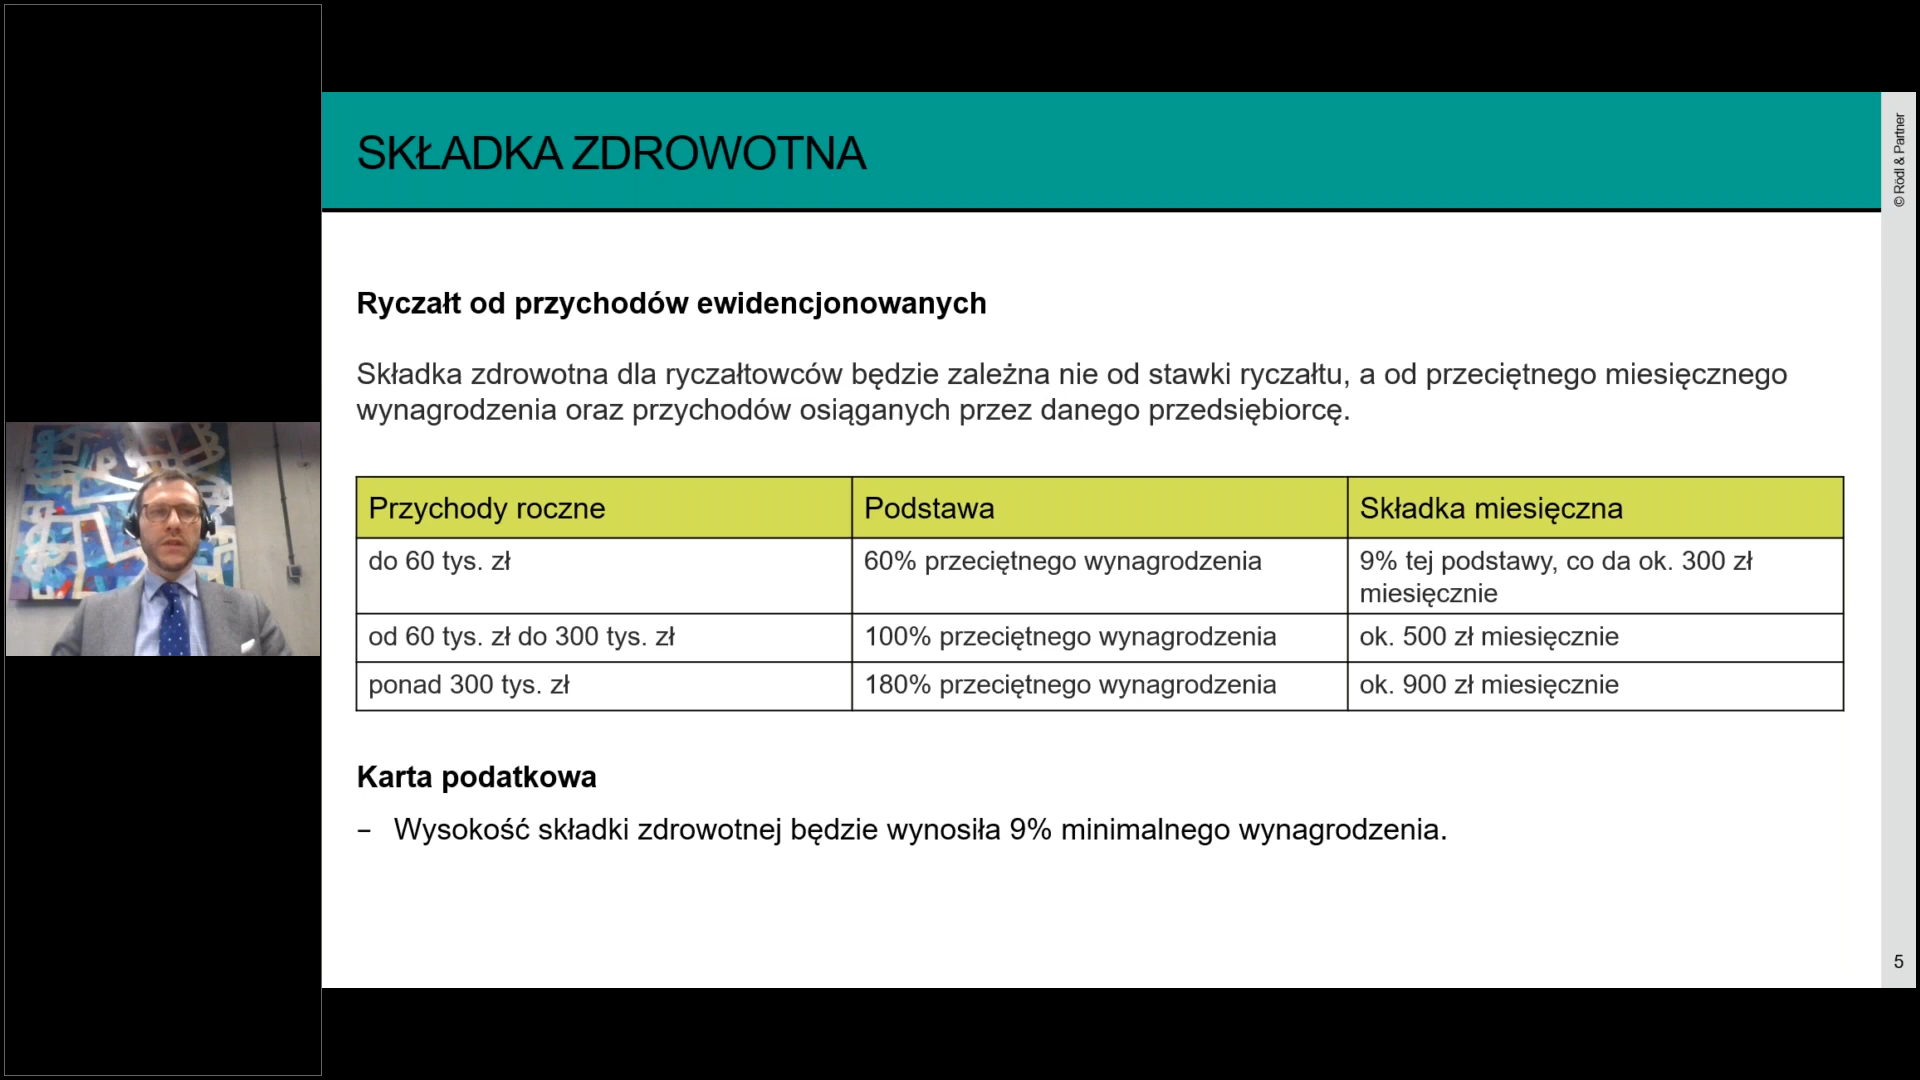 SKŁADKA ZDROWOTNA
© Rödl & Partner
Ryczałt od przychodów ewidencjonowanych
Składka zdrowotna dla ryczałtowców będzie zależna nie od stawki ryczałtu, a od przeciętnego miesięcznego
wynagrodzenia oraz przychodów osiąganych przez danego przedsiębiorcę.
Przychody roczne
Podstawa
Składka miesięczna
do 60 tys. zł
60% przeciętnego wynagrodzenia
9% tej podstawy, co da ok. 300 zł
miesięcznie
od 60 tys. zł do 300 tys. zł
100% przeciętnego wynagrodzenia
ok. 500 zł miesięcznie
ponad 300 tys. zł
180% przeciętnego wynagrodzenia
ok. 900 zł miesięcznie
Karta podatkowa
− Wysokość składki zdrowotnej będzie wynosiła 9% minimalnego wynagrodzenia.
5